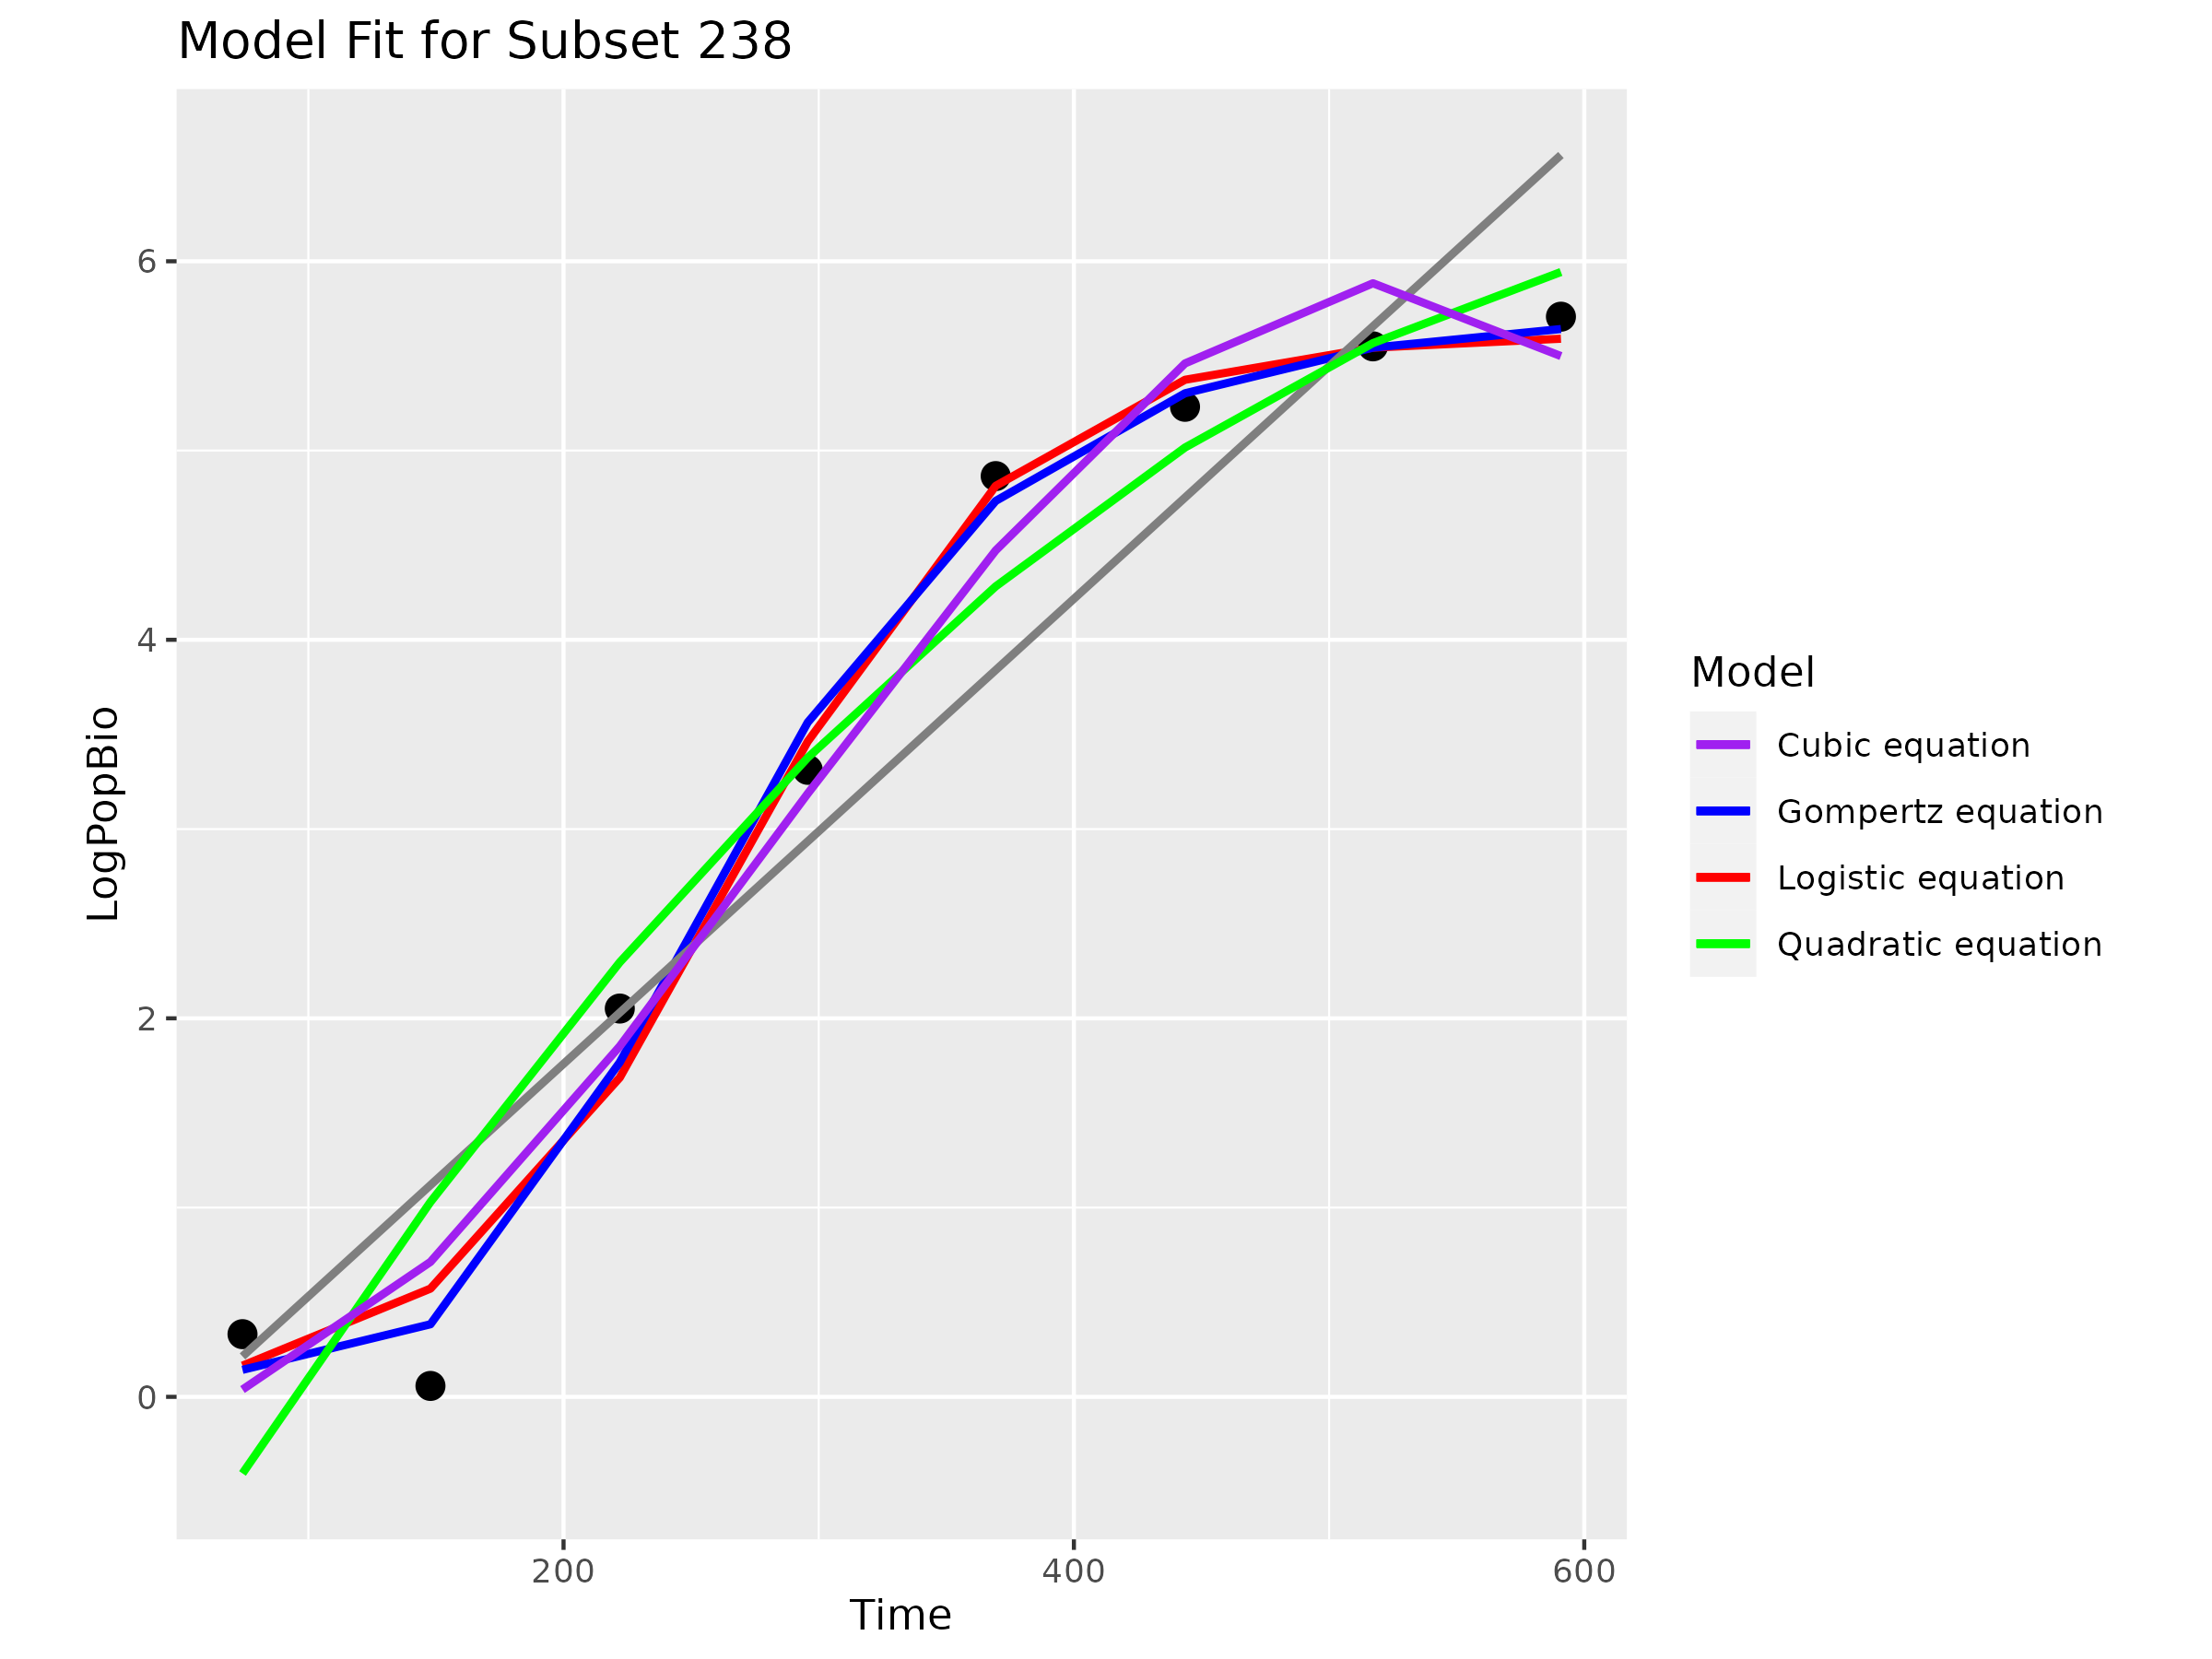 Model Fit for Subset 238
6
4
2
0
LogPopBio
200 400 600
Time
Model
Cubic equation
Gompertz equation
Logistic equation
Quadratic equation